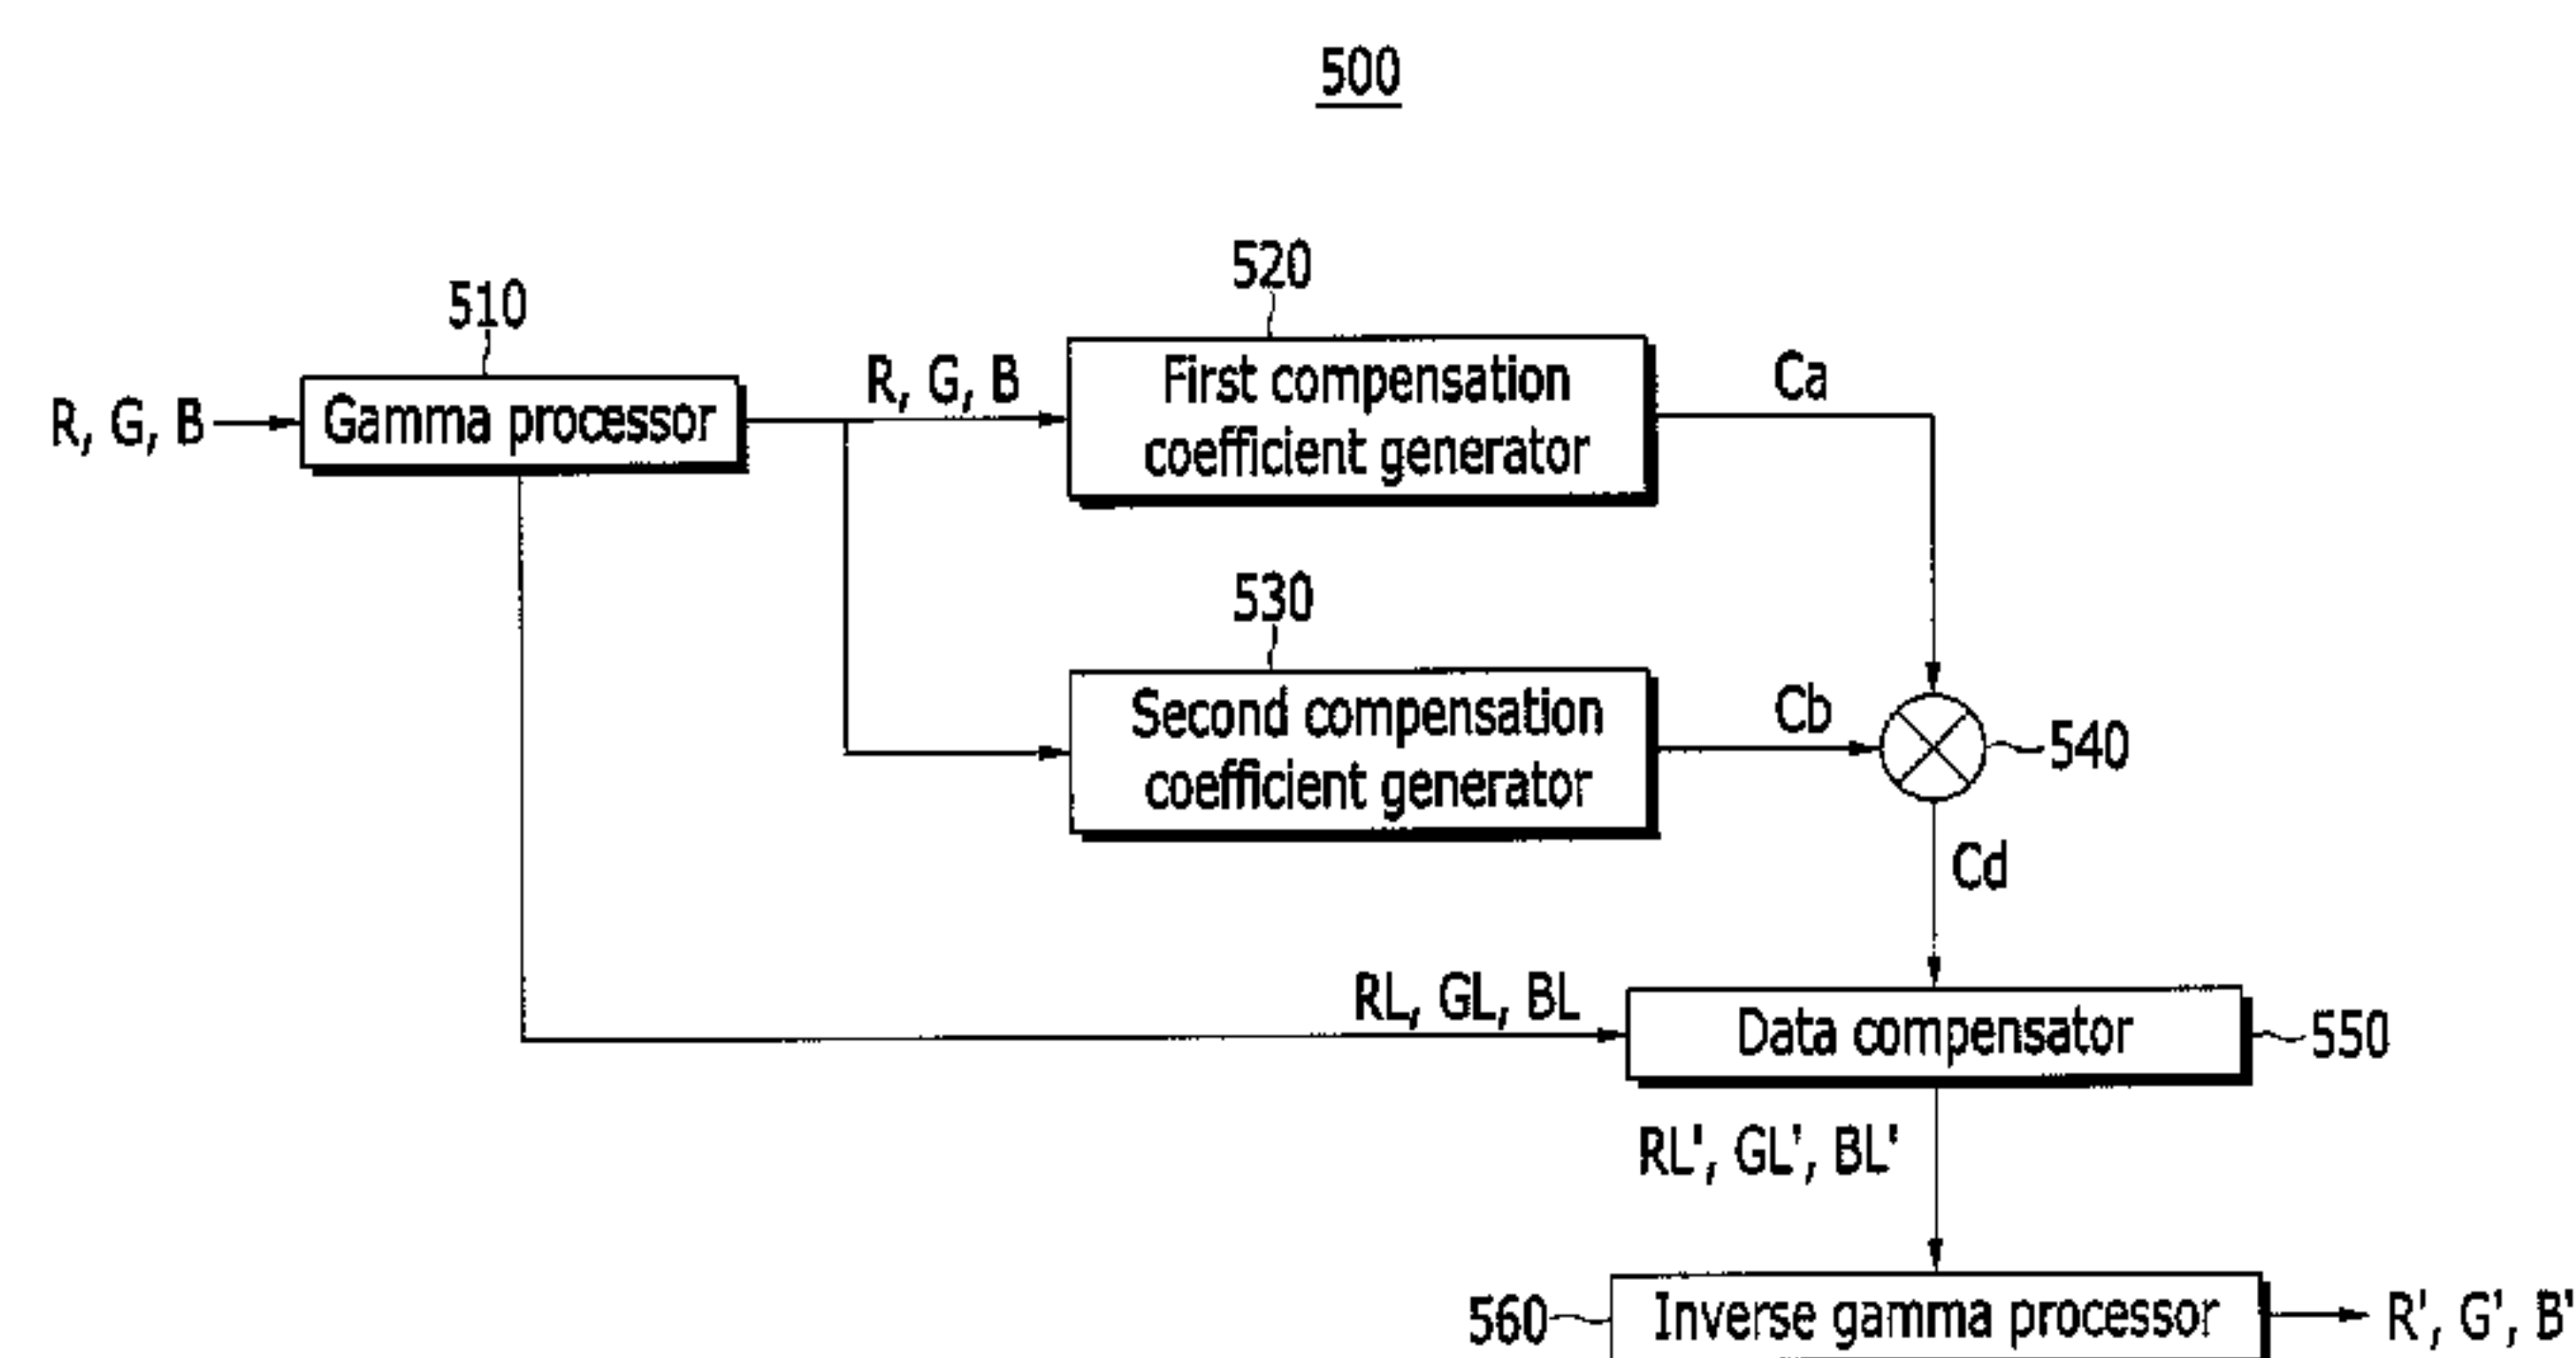 500
510
520
R, G, B
Gamma processor
R, G, B
First compensation
coefficient generator
Ca
530
Second compensation
coefficient generator
Cb
540
Cd
RL, GL, BL
Data compensator
550
RL', GL', BL'
560
Inverse gamma processor
R', G', B'